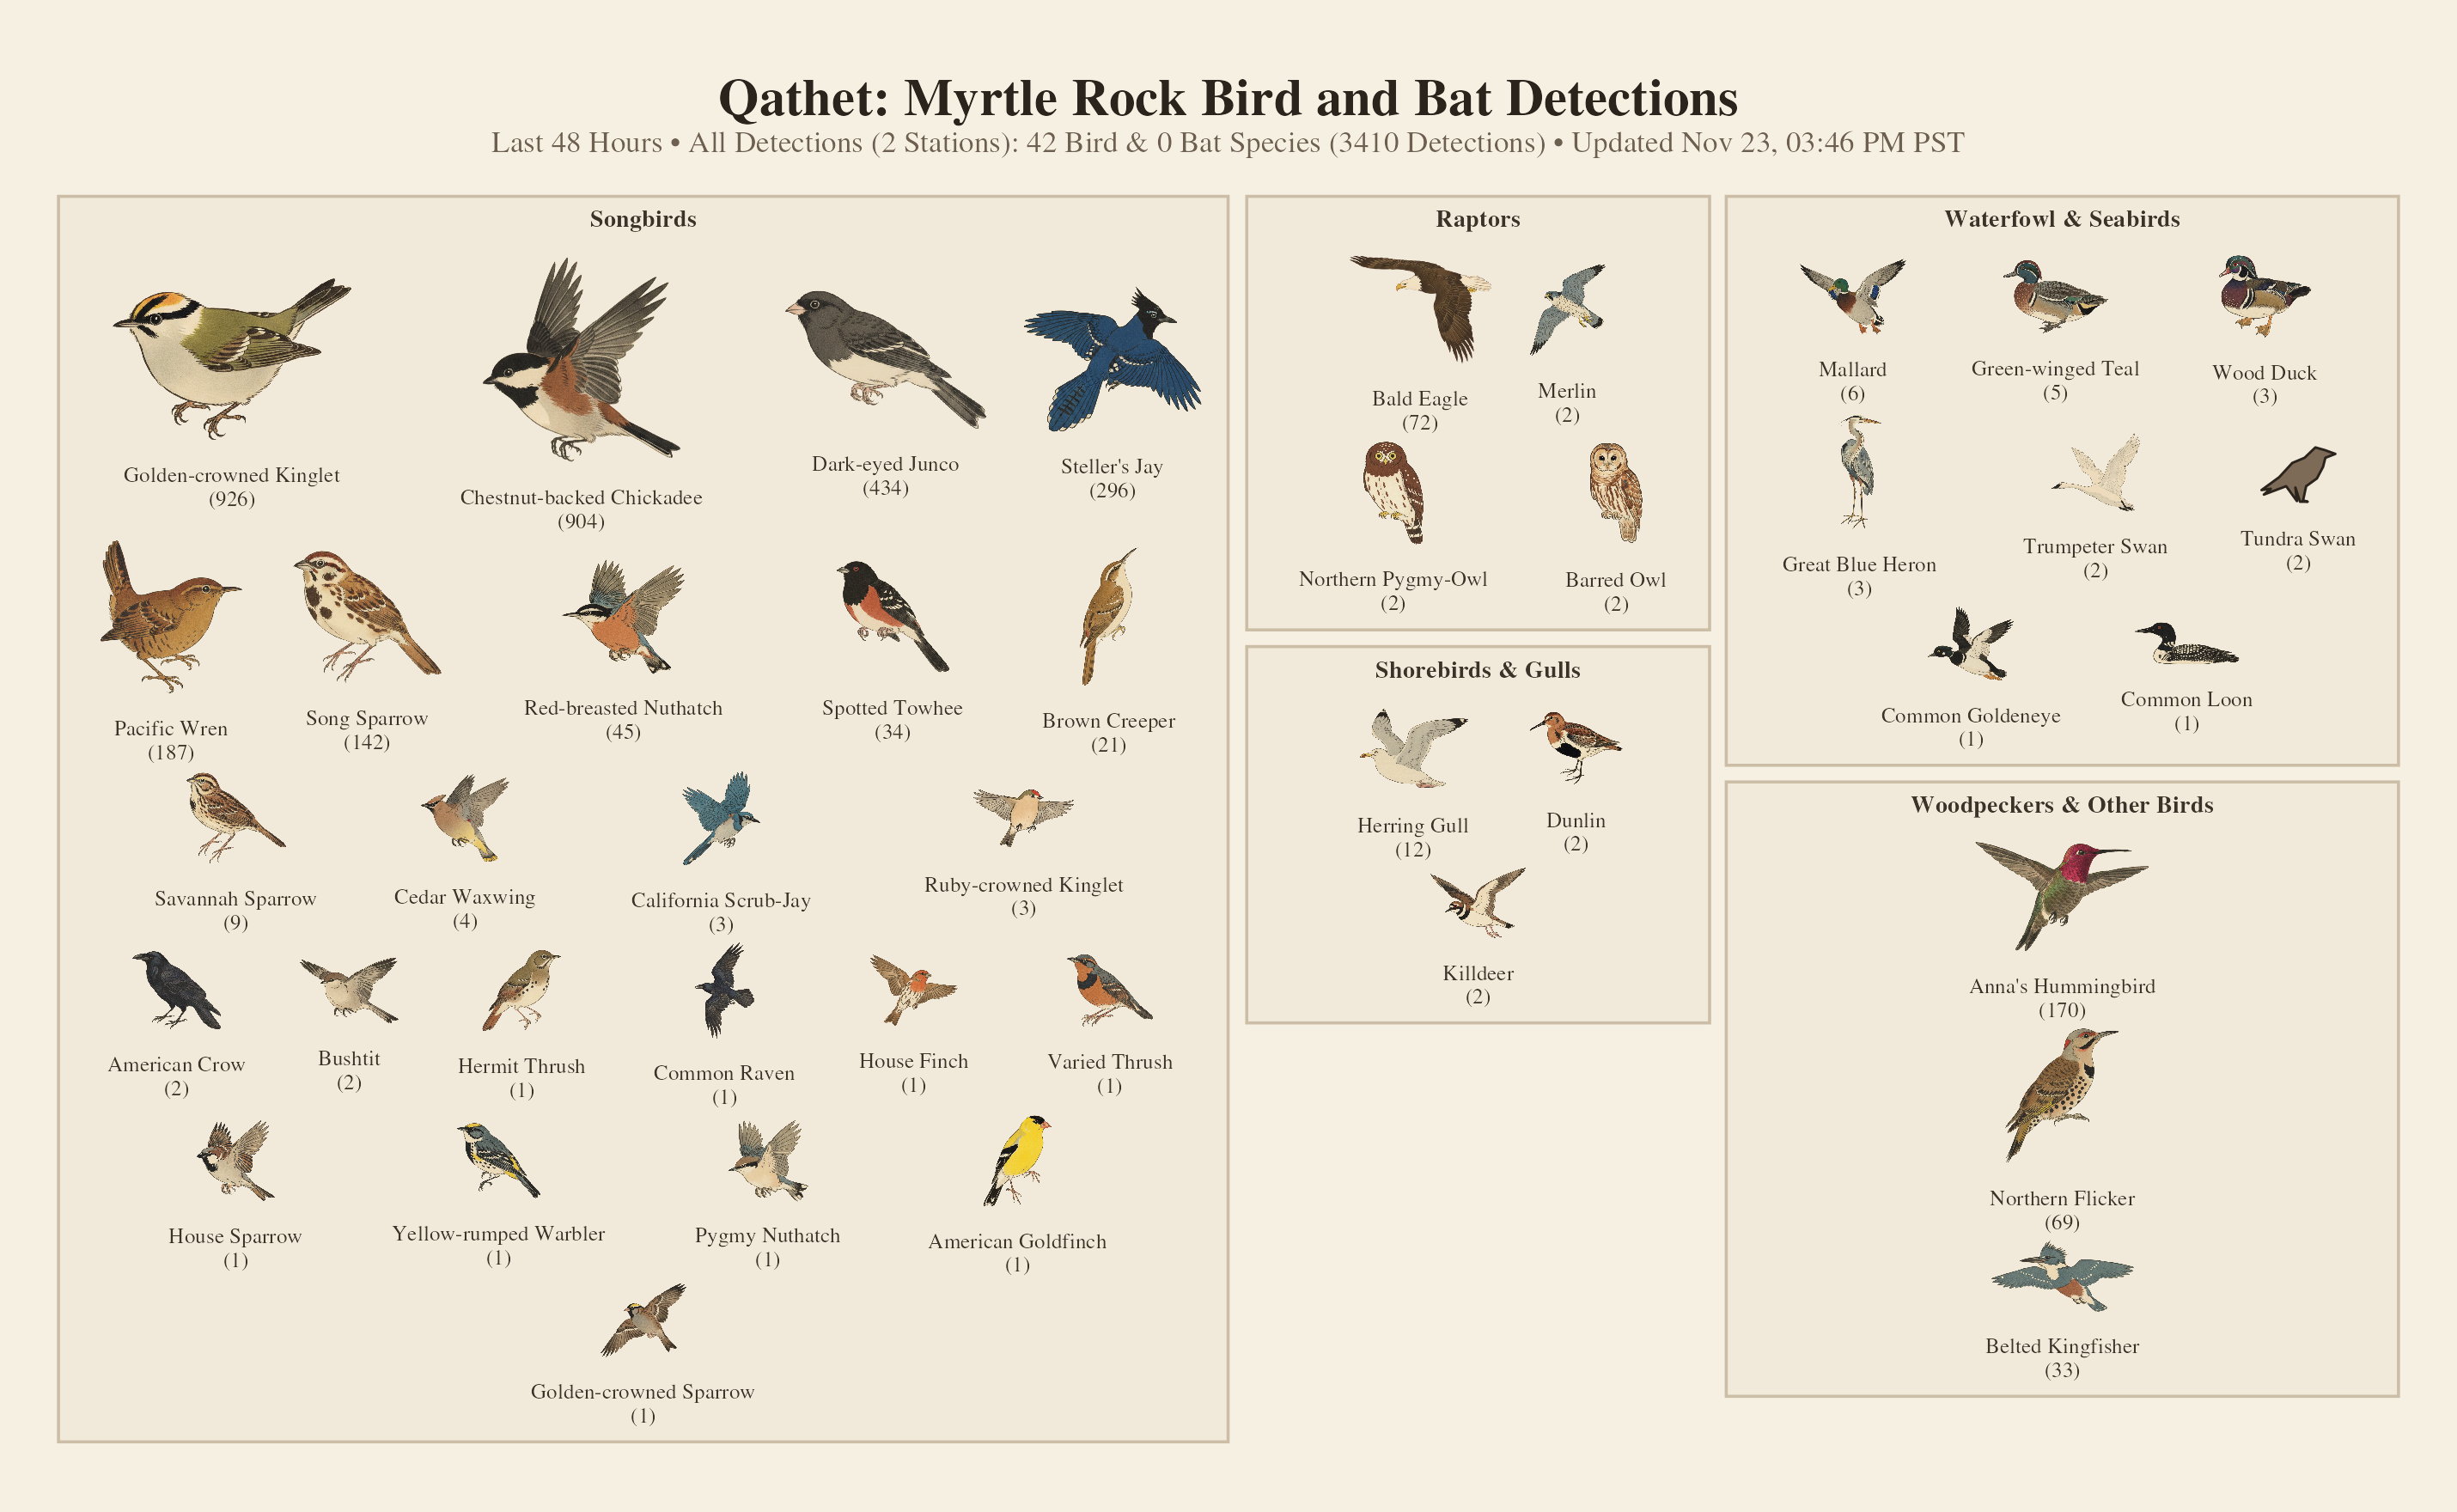 Qathet: Myrtle Rock Bird and Bat Detections
Last 48 Hours • All Detections (2 Stations): 42 Bird & 0 Bat Species (3410 Detections) • Updated Nov 23, 03:46 PM PST
Songbirds
Golden-crowned Kinglet
(926)
Chestnut-backed Chickadee
(904)
Dark-eyed Junco
(434)
Steller's Jay
(296)
Pacific Wren
(187)
Song Sparrow
(142)
Red-breasted Nuthatch
(45)
Spotted Towhee
(34)
Brown Creeper
(21)
Savannah Sparrow
(9)
Cedar Waxwing
(4)
California Scrub-Jay
(3)
Ruby-crowned Kinglet
(3)
American Crow
(2)
Bushtit
(2)
Hermit Thrush
(1)
Common Raven
(1)
House Finch
(1)
Varied Thrush
(1)
House Sparrow
(1)
Yellow-rumped Warbler
(1)
Pygmy Nuthatch
(1)
American Goldfinch
(1)
Golden-crowned Sparrow
(1)
Raptors
Bald Eagle
(72)
Merlin
(2)
Northern Pygmy-Owl
(2)
Barred Owl
(2)
Shorebirds & Gulls
Herring Gull
(12)
Dunlin
(2)
Killdeer
(2)
Waterfowl & Seabirds
Mallard
(6)
Green-winged Teal
(5)
Wood Duck
(3)
Great Blue Heron
(3)
Trumpeter Swan
(2)
Tundra Swan
(2)
Common Goldeneye
(1)
Common Loon
(1)
Woodpeckers & Other Birds
Anna's Hummingbird
(170)
Northern Flicker
(69)
Belted Kingfisher
(33)